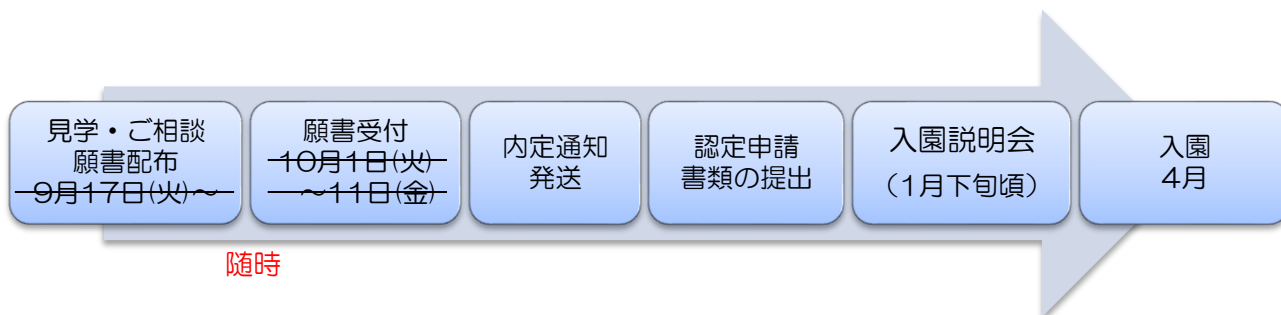 見学・ご相談
願書配布
9月17日(火)～
願書受付
10月1日(火)
～11日(金)
内定通知
発送
認定申請
書類の提出
入園説明会
（1月下旬頃）
入園
4月
随時